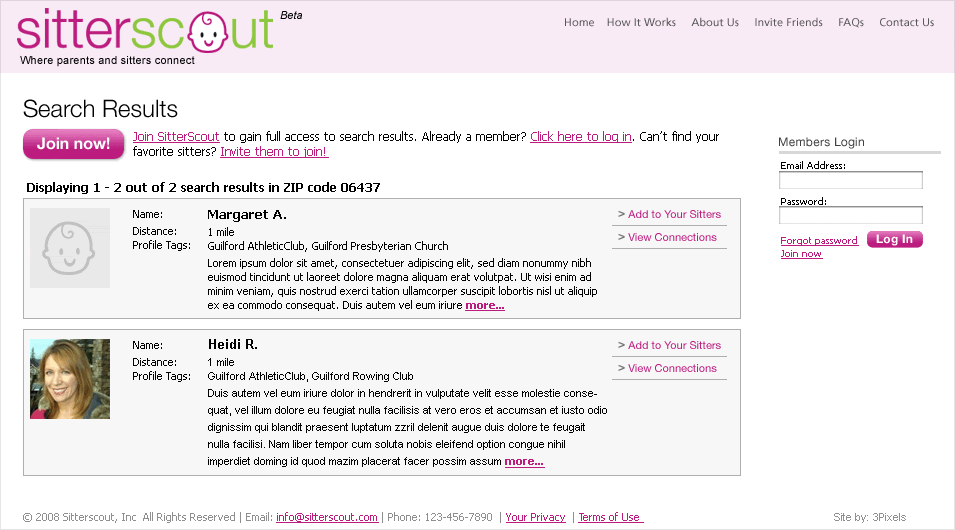 sitterscout Beta
Where parents and sitters connect
Home How It Works About Us Invite Friends FAQs Contact Us
Search Results
Join now!
Join SitterScout to gain full access to search results. Already a member? Click here to log in. Can't find your
favorite sitters? Invite them to join!
Members Login
Email Address:
Password:
Forgot password Log In
Join now
Displaying 1 - 2 out of 2 search results in ZIP code 06437
Name: Margaret A.
Distance: 1 mile
Profile Tags: Guilford AthleticClub, Guilford Presbyterian Church
Lorem ipsum dolor sit amet, consectetuer adipiscing elit, sed diam nonummy nibh
euismod tincidunt ut laoreet dolore magna aliquam erat volutpat. Ut wisi enim ad
minim veniam, quis nostrud exerci tation ullamcorper suscipit lobortis nisl ut aliquip
ex ea commodo consequat. Duis autem vel eum iriure more...
> Add to Your Sitters
> View Connections
Name: Heidi R.
Distance: 1 mile
Profile Tags: Guilford AthleticClub, Guilford Rowing Club
Duis autem vel eum iriure dolor in hendrerit in vulputate velit esse molestie conse-
quat, vel illum dolore eu feugiat nulla facilisis at vero eros et accumsan et iusto odio
dignissim qui blandit praesent luptatum zzril delenit augue duis dolore te feugait
nulla facilisi. Nam liber tempor cum soluta nobis eleifend option congue nihil
imperdiet doming id quod mazim placerat facer possim assum more...
> Add to Your Sitters
> View Connections
© 2008 Sitterscout, Inc All Rights Reserved | Email: info@sitterscout.com | Phone: 123-456-7890 | Your Privacy | Terms of Use
Site by: 3Pixels